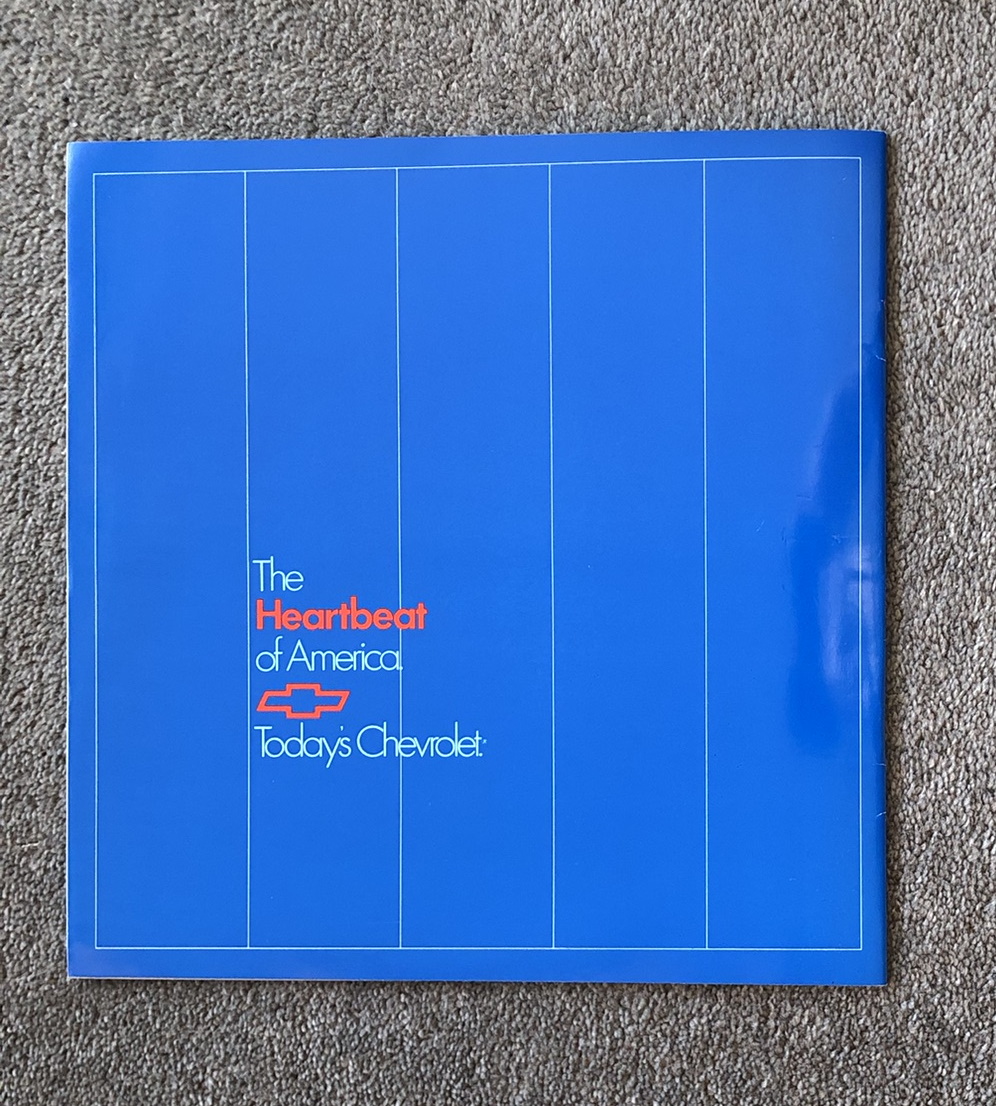 The
Heartbeat
of America.
Today's Chevrolet.